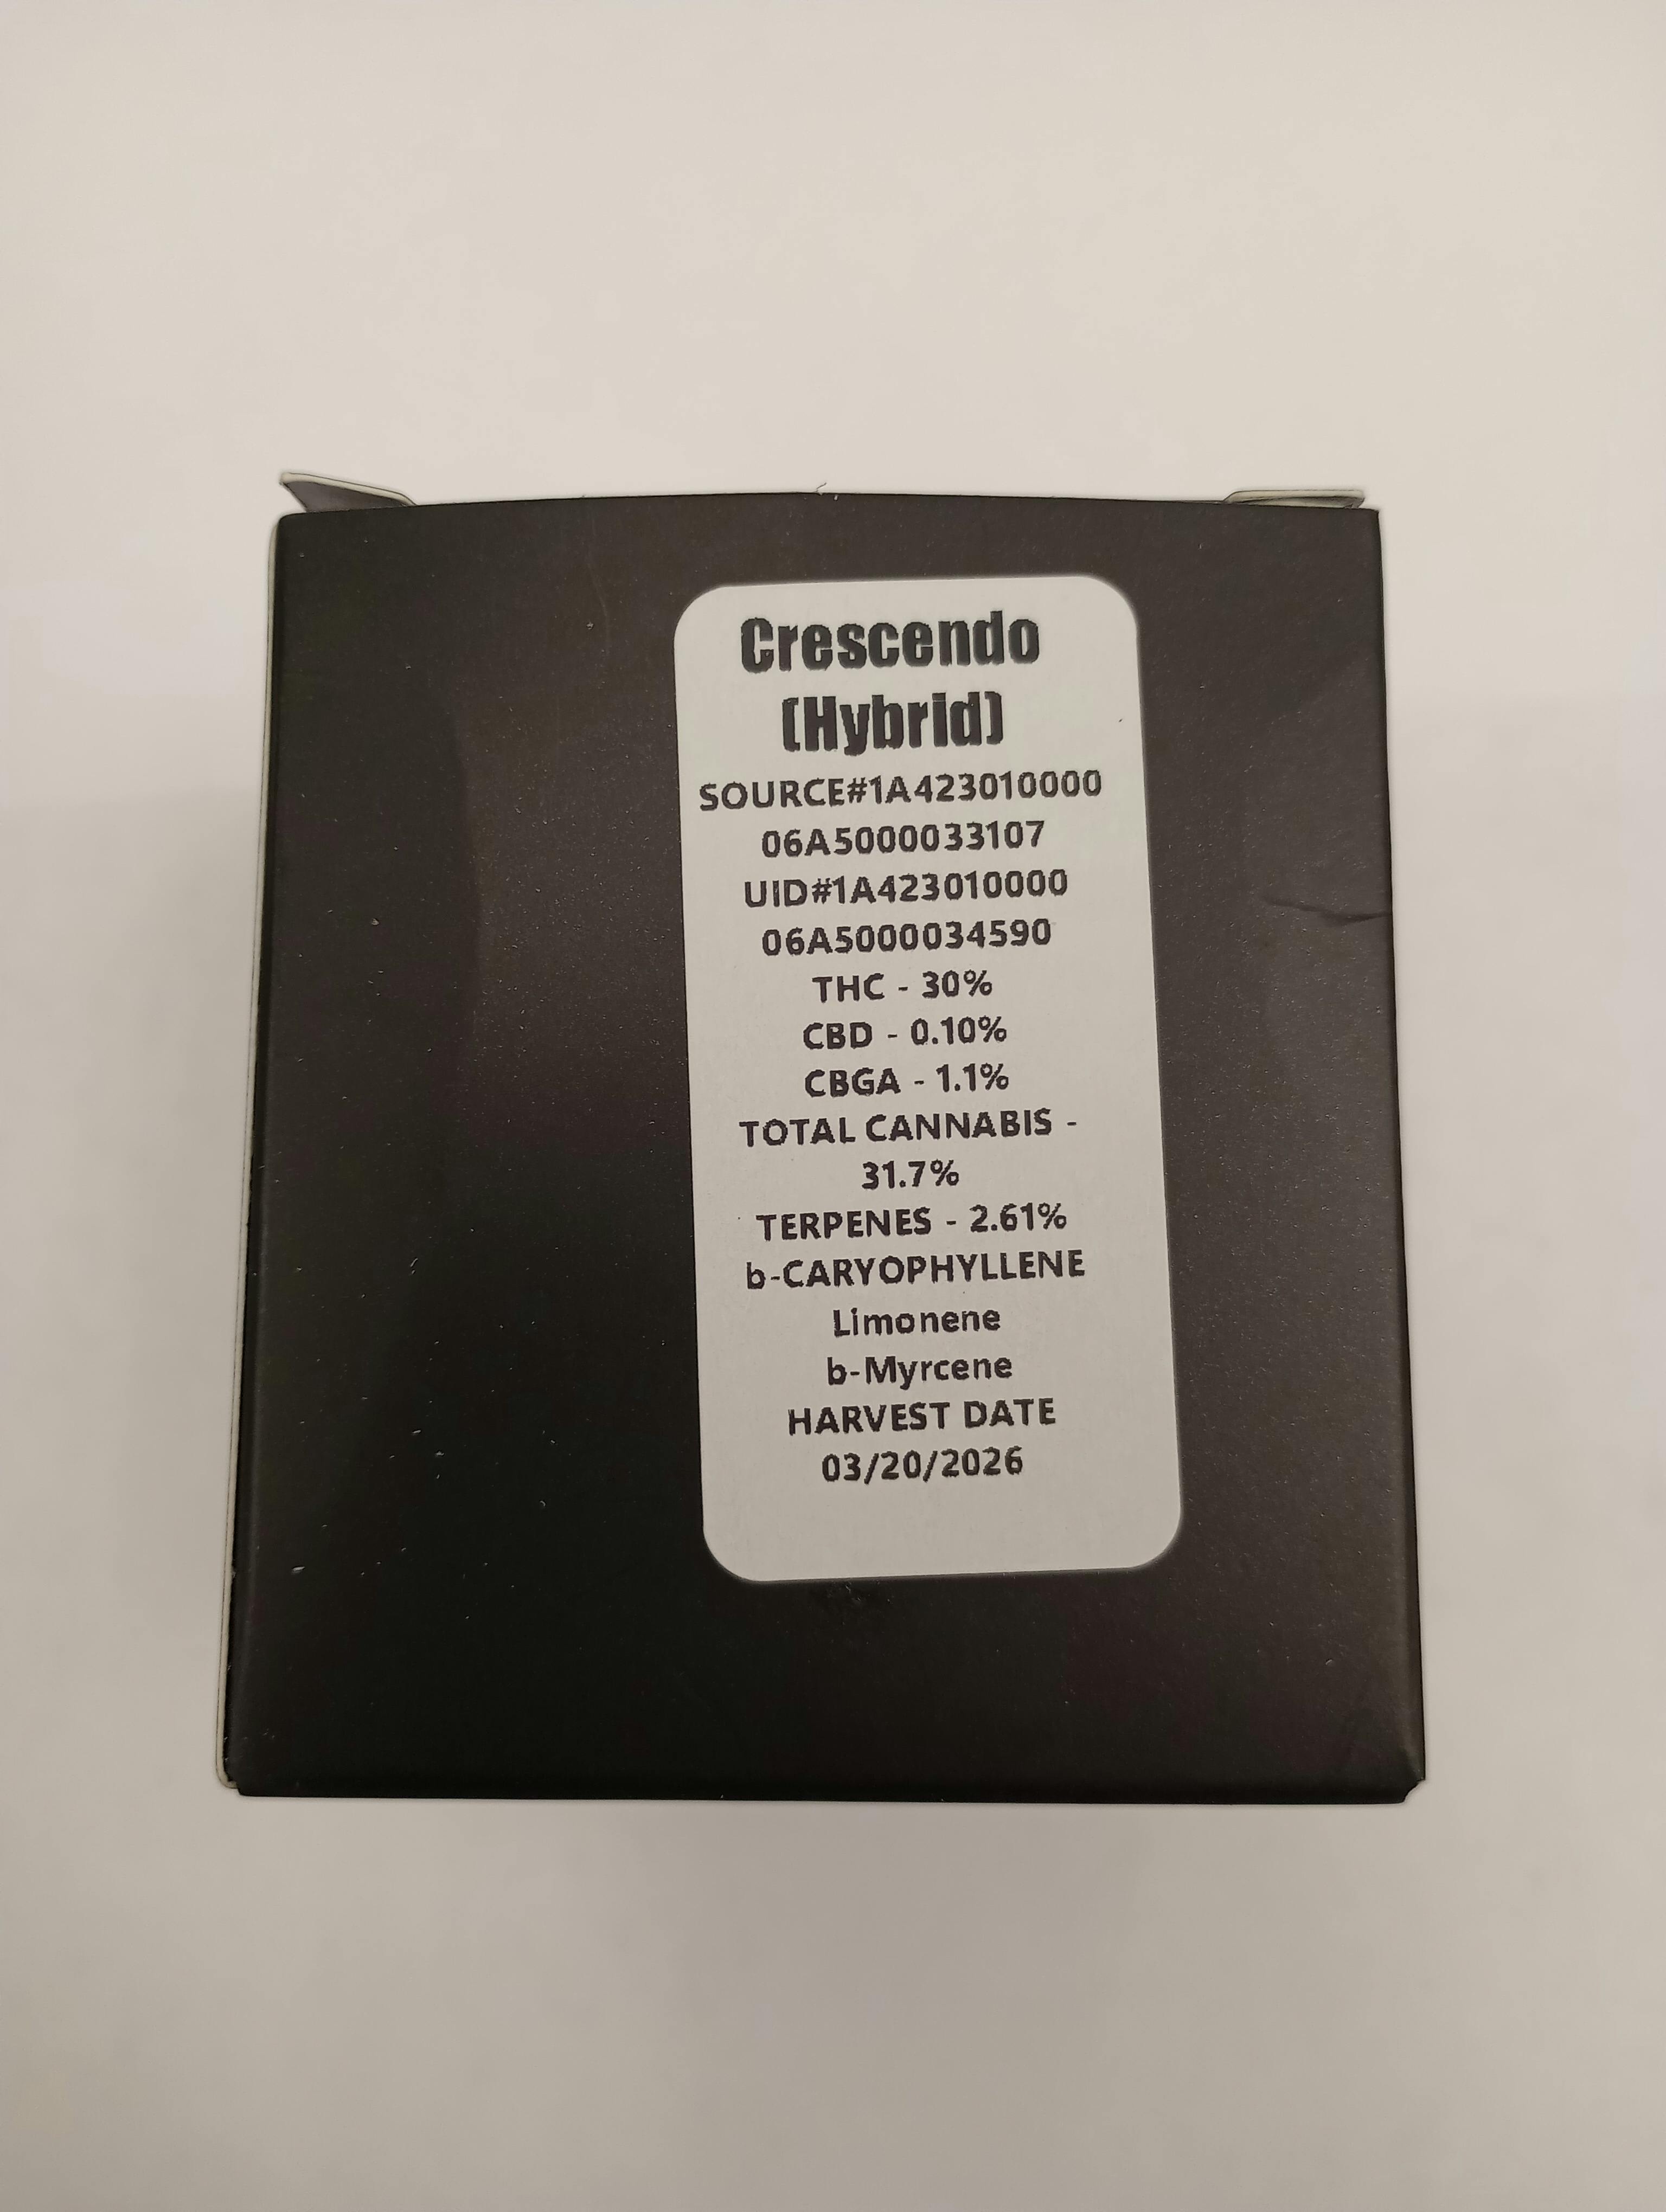 Crescendo
(Hybrid)
SOURCE#1A423010000
06A5000033107
UID#1A423010000
06A5000034590
THC - 30%
CBD - 0.10%
CBGA - 1.1%
TOTAL CANNABIS -
31.7%
TERPENES - 2.61%
b-CARYOPHYLLENE
Limonene
b-Myrcene
HARVEST DATE
03/20/2026